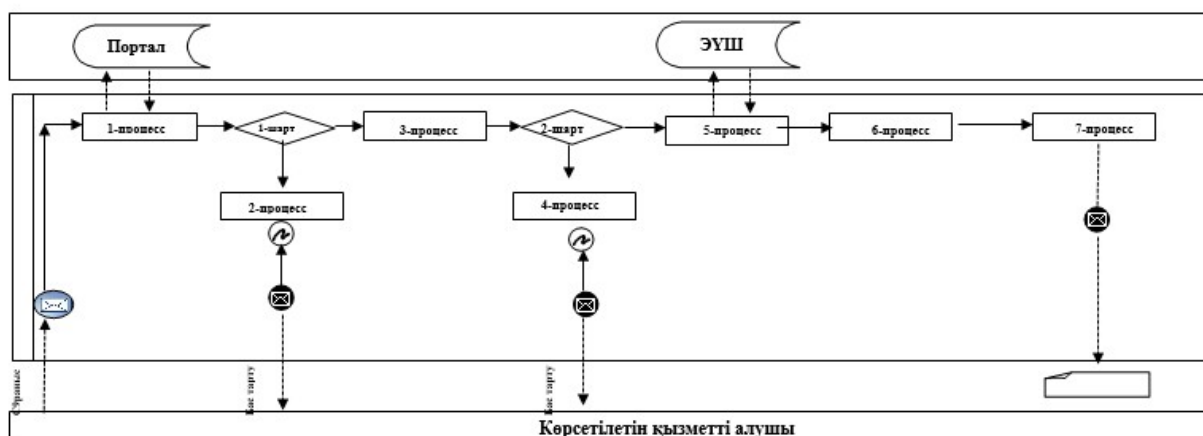 Портал
ЭҮШ
1-процесс
1-шарт
3-процесс
2-шарт
5-процесс
6-процесс
7-процесс
2-процесс
4-процесс
Сұраныс
Бас тарту
Бас тарту
Көрсетілетін қызметті алушы